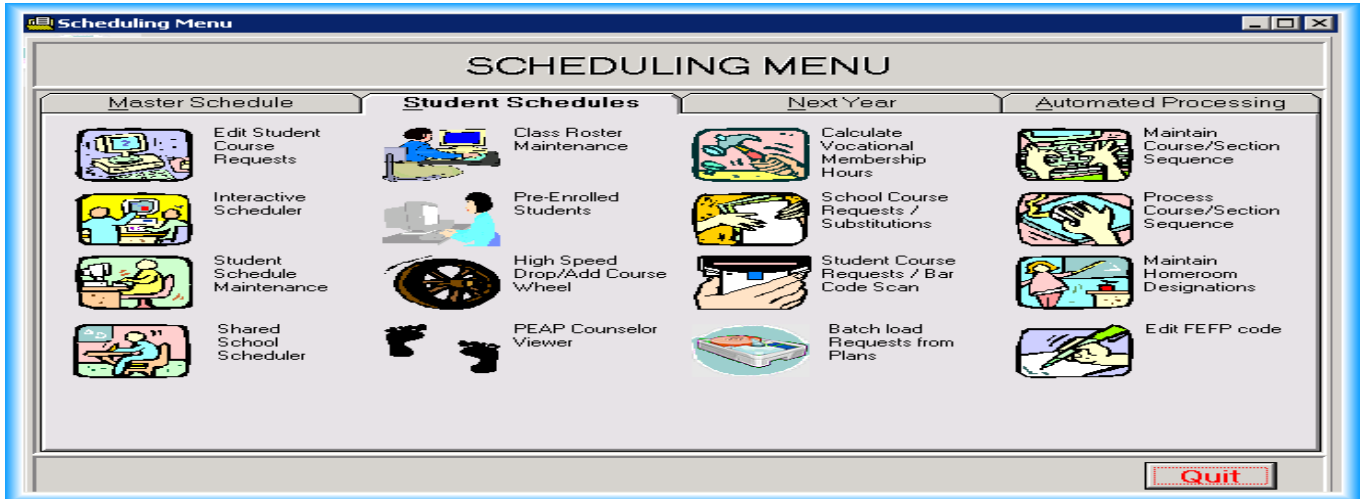 Scheduling Menu
SCHEDULING MENU
Master Schedule
Student Schedules
Next Year
Automated Processing
Edit Student
Course
Requests
Class Roster
Maintenance
Calculate
Vocational
Membership
Hours
Maintain
Course/Section
Sequence
Interactive
Scheduler
Pre-Enrolled
Students
School Course
Requests /
Substitutions
Process
Course/Section
Sequence
Student
Schedule
Maintenance
High Speed
Drop/Add Course
Wheel
Student Course
Requests / Bar
Code Scan
Maintain
Homeroom
Designations
Shared
School
Scheduler
PEAP Counselor
Viewer
Batch load
Requests from
Plans
Edit FEFP code
Quit